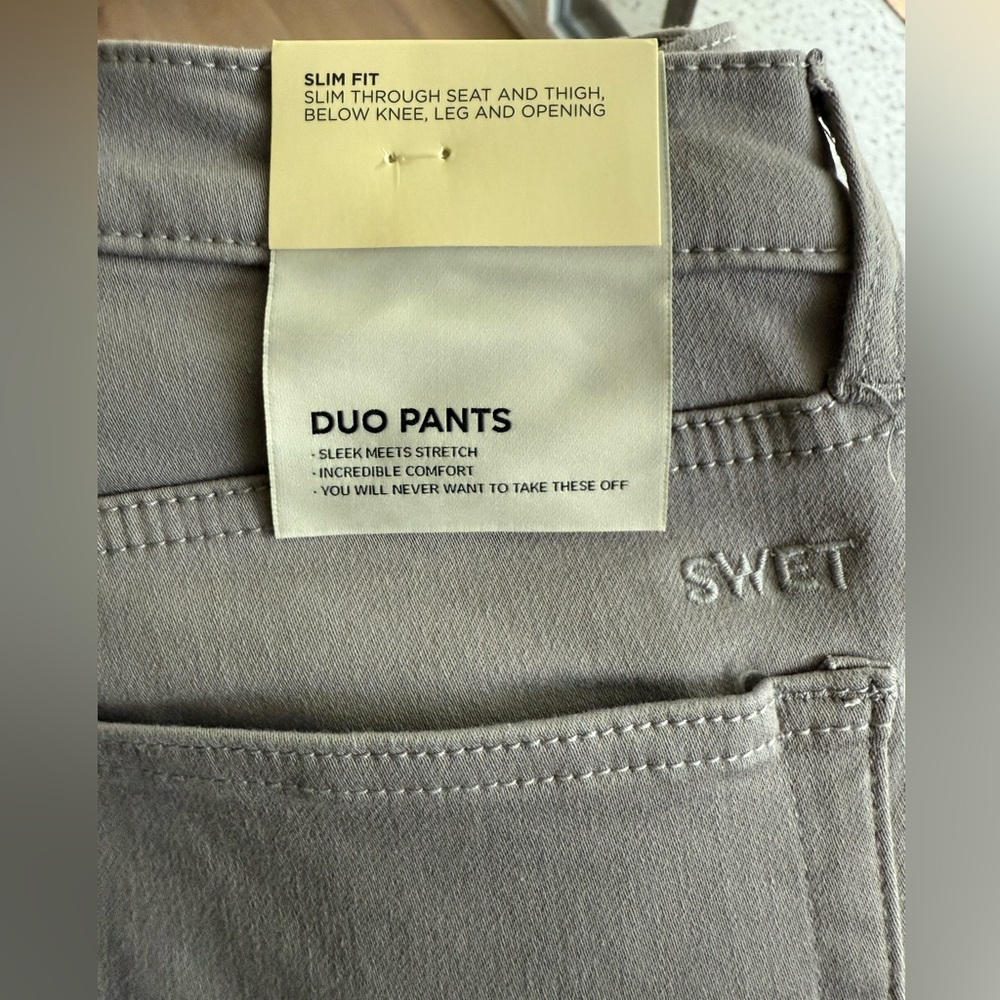 SLIM FIT
SLIM THROUGH SEAT AND THIGH,
BELOW KNEE, LEG AND OPENING
DUO PANTS
· SLEEK MEETS STRETCH
· INCREDIBLE COMFORT
· YOU WILL NEVER WANT TO TAKE THESE OFF
SWET